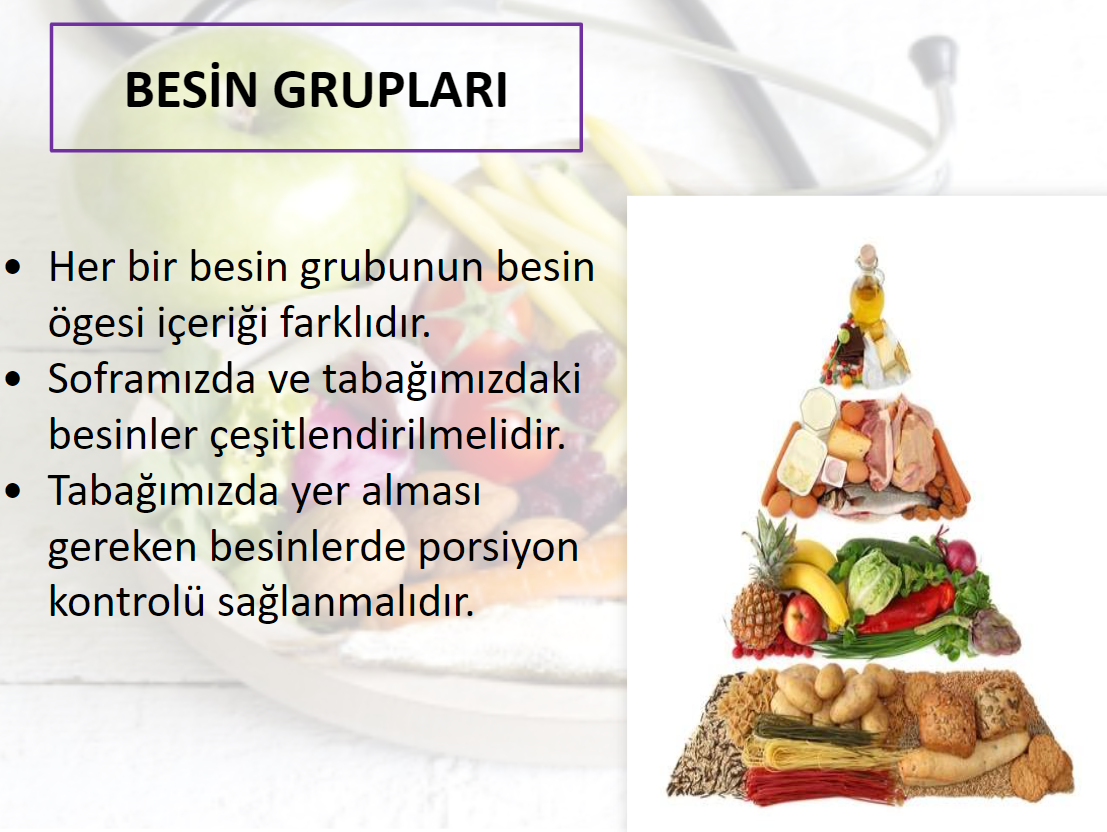 BESİN GRUPLARI
• Her bir besin grubunun besin
ögesi içeriği farklıdır.
• Soframızda ve tabağımızdaki
besinler çeşitlendirilmelidir.
• Tabağımızda yer alması
gereken besinlerde porsiyon
kontrolü sağlanmalıdır.